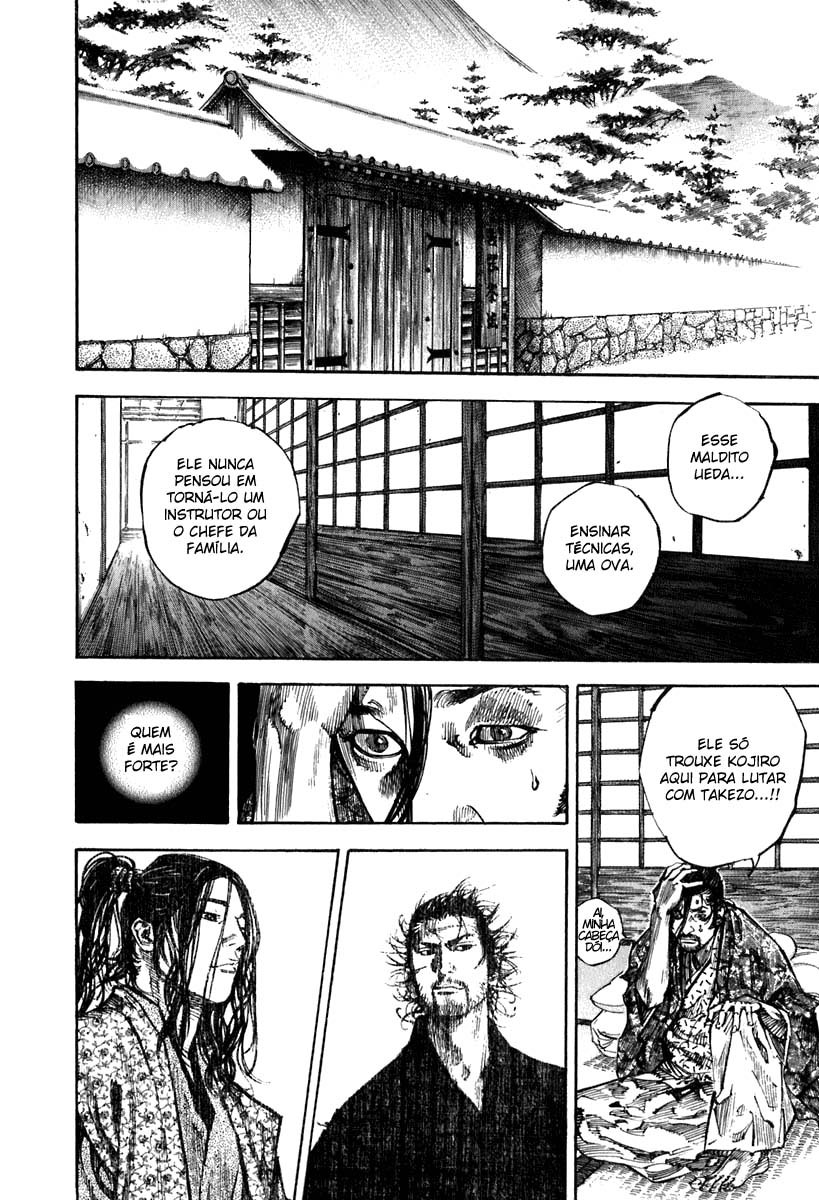 ESSE
MALDITO
UEDA...
ENSINAR
TÉCNICAS,
UMA OVA.
ELE NUNCA
PENSOU EM
TORNÁ-LO UM
INSTRUTOR OU
O CHEFE DA
FAMÍLIA.
ELE SÓ
TROUXE KOJIRO
AQUI PARA LUTAR
COM TAKEZO...!!
AI,
MINHA
CABEÇA
DÓI...
QUEM
É MAIS
FORTE?